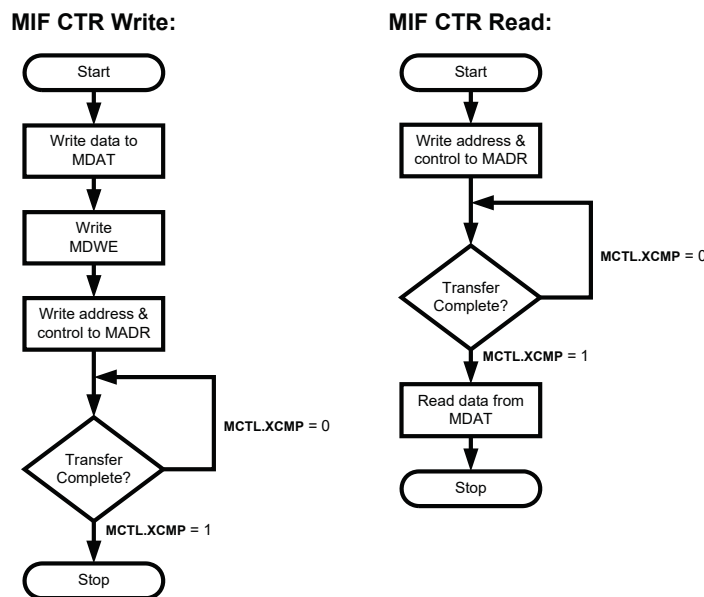 MIF CTR Write:
Start
Write data to
MDAT
Write
MDWE
Write address &
control to MADR
MCTL.XCMP = 0
Transfer
Complete?
MCTL.XCMP = 1
Stop
MIF CTR Read:
Start
Write address &
control to MADR
MCTL.XCMP = 0
Transfer
Complete?
MCTL.XCMP = 1
Read data from
MDAT
Stop